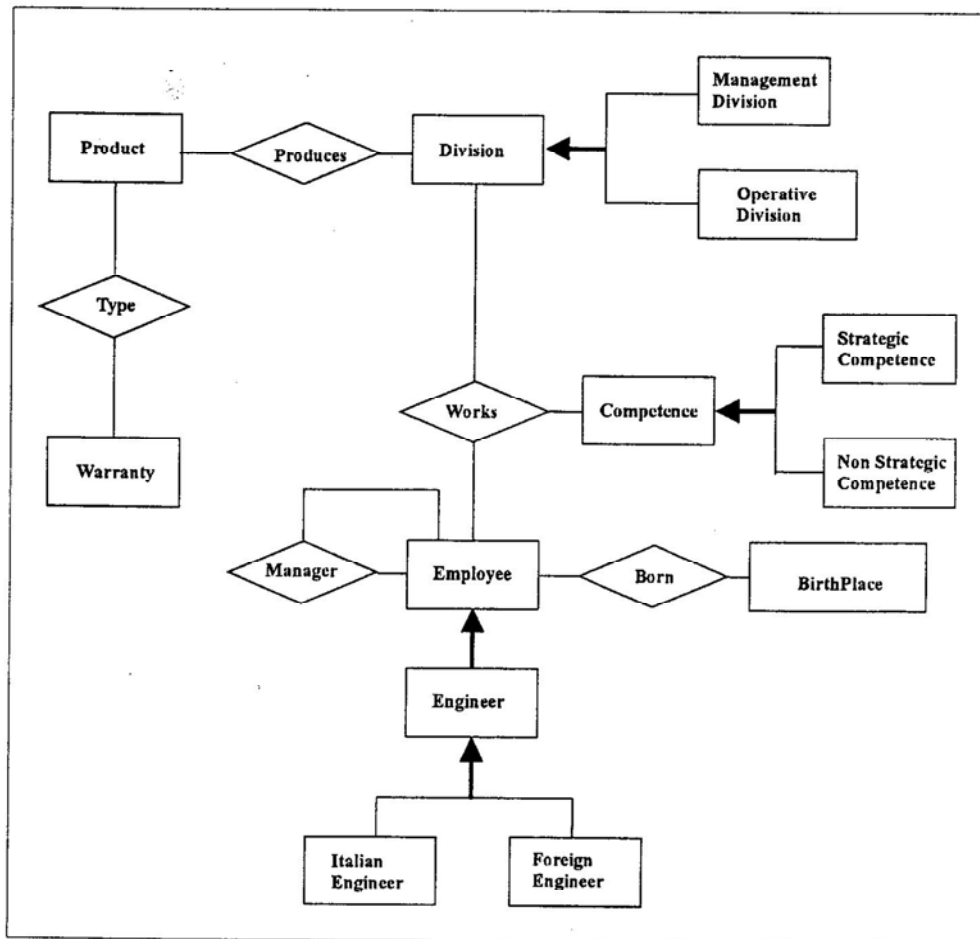 Management
Division
Product
Produces
Division
Operative
Division
Type
Strategic
Competence
Works
Competence
Warranty
Non Strategic
Competence
Manager
Employee
Born
BirthPlace
Engineer
Italian
Engineer
Foreign
Engineer